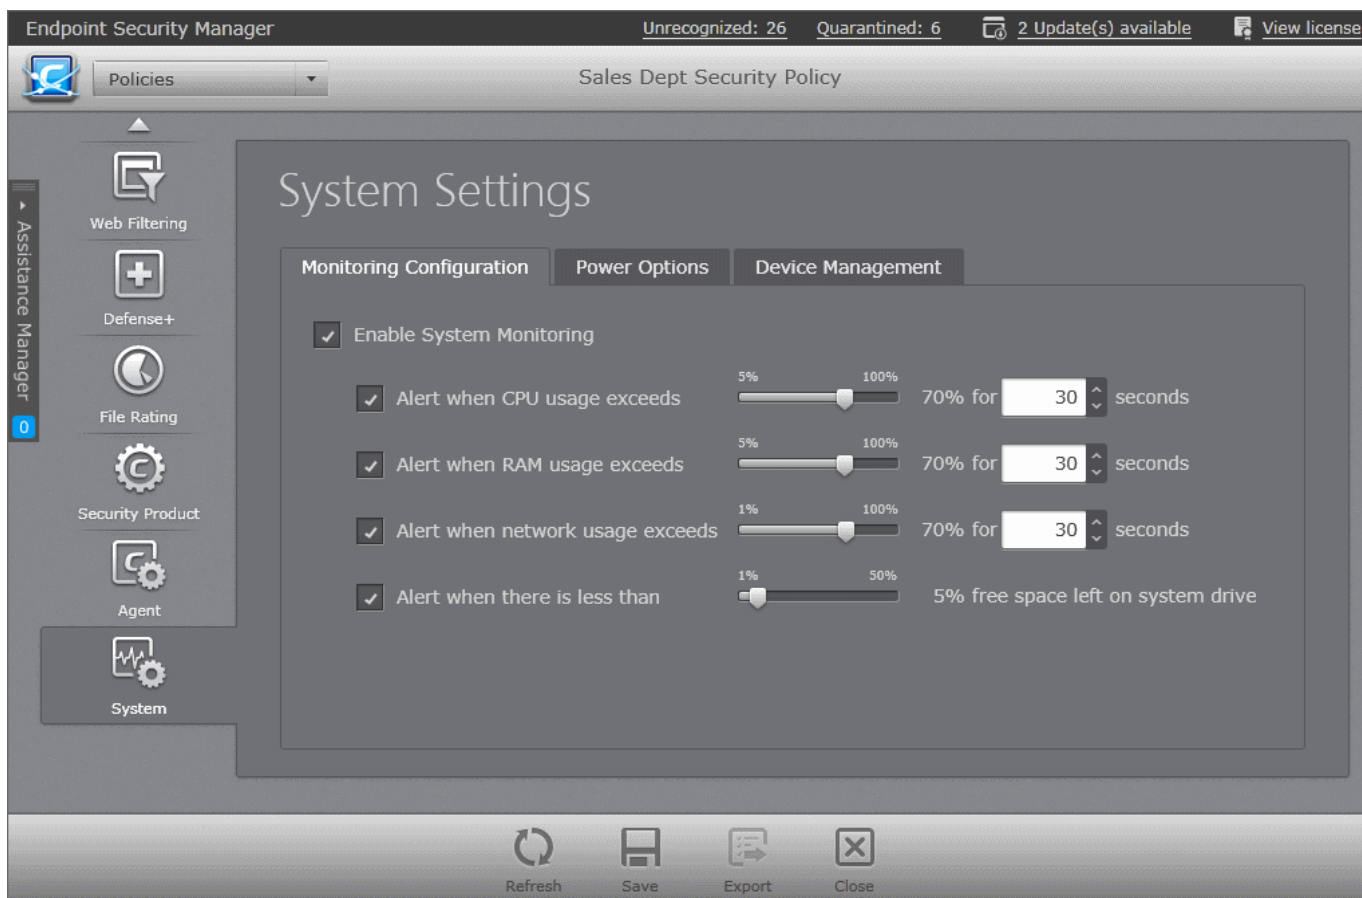 Endpoint Security Manager Unrecognized: 26 Quarantined: 6 2 Update(s) available View license
Policies Sales Dept Security Policy
Assistance Manager
0
Web Filtering
Defense+
File Rating
Security Product
Agent
System
System Settings
Monitoring Configuration Power Options Device Management
Enable System Monitoring
5% 100%
Alert when CPU usage exceeds 70% for 30 seconds
5% 100%
Alert when RAM usage exceeds 70% for 30 seconds
1% 100%
Alert when network usage exceeds 70% for 30 seconds
1% 50%
Alert when there is less than 5% free space left on system drive
Refresh Save Export Close